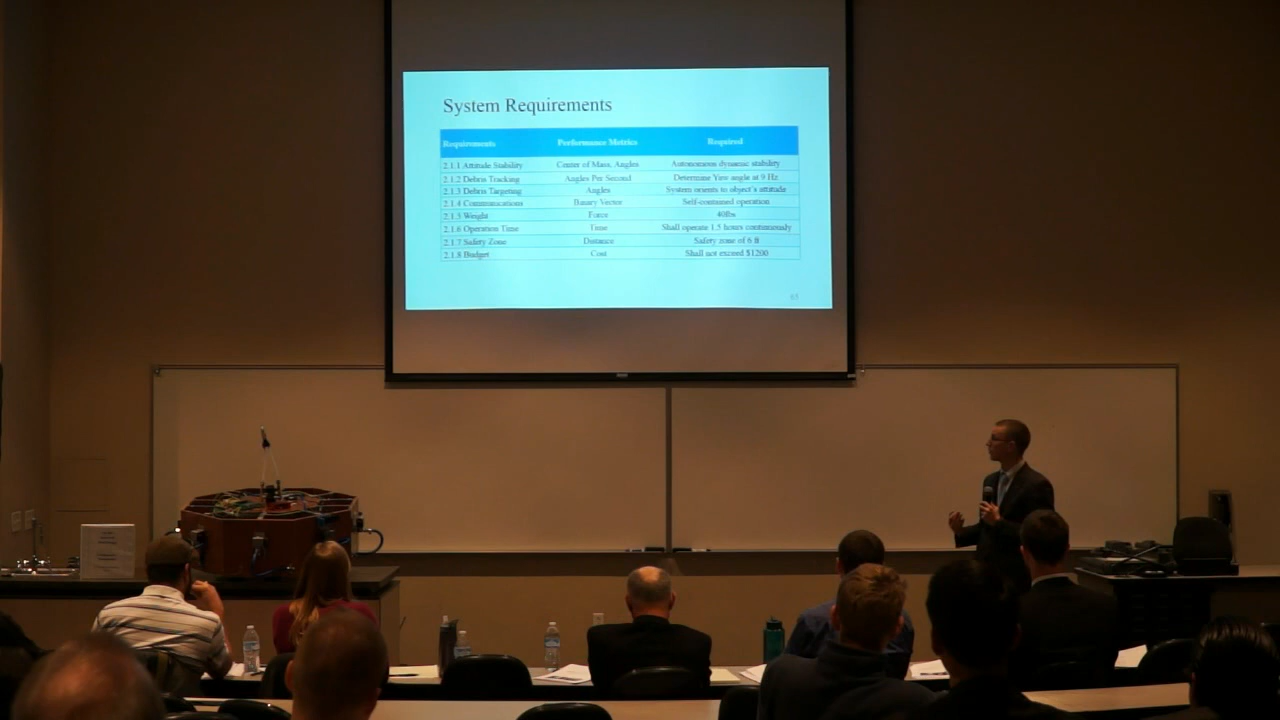 System Requirements
Requirements Performance Metrics Required
2.1.1 Attitude Stability Center of Mass, Angles Autonomous dynamic stability
2.1.2 Debris Tracking Angles Per Second Determine Yaw angle at 9 Hz
2.1.3 Debris Targeting Angles System orients to object's attitude
2.1.4 Communications Binary Vector Self-contained operation
2.1.5 Weight Force 40lbs
2.1.6 Operation Time Time Shall operate 1.5 hours continuously
2.1.7 Safety Zone Distance Safety zone of 6 ft
2.1.8 Budget Cost Shall not exceed $1200